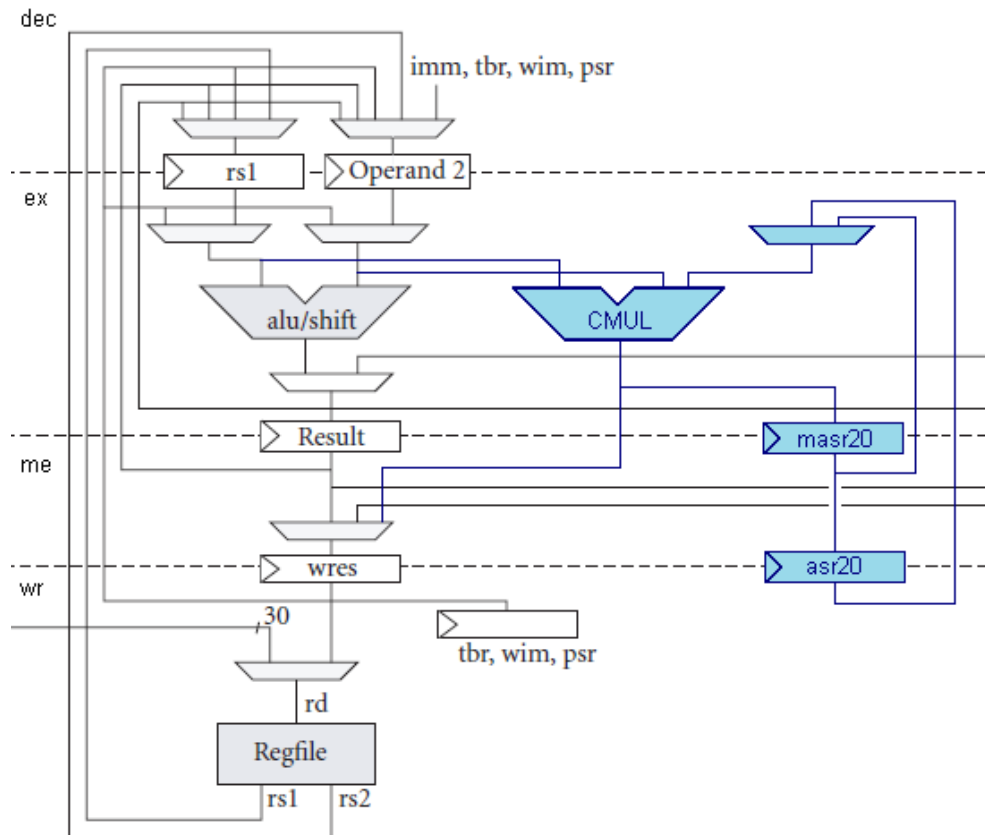 dec
imm, tbr, wim, psr
rs1
Operand 2
ex
alu/shift
CMUL
Result
masr20
me
wres
asr20
wr
30
tbr, wim, psr
rd
Regfile
rs1
rs2